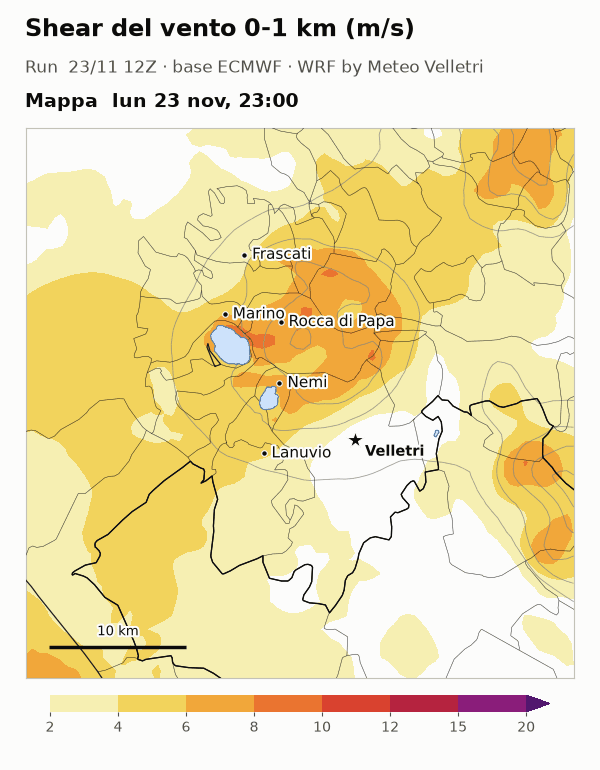 Shear del vento 0-1 km (m/s)
Run  23/11 12Z · base ECMWF · WRF by Meteo Velletri
Mappa  lun 23 nov, 23:00
Frascati
Marino
Rocca di Papa
Nemi
Velletri
Lanuvio
10 km
2 4 6 8 10 12 15 20